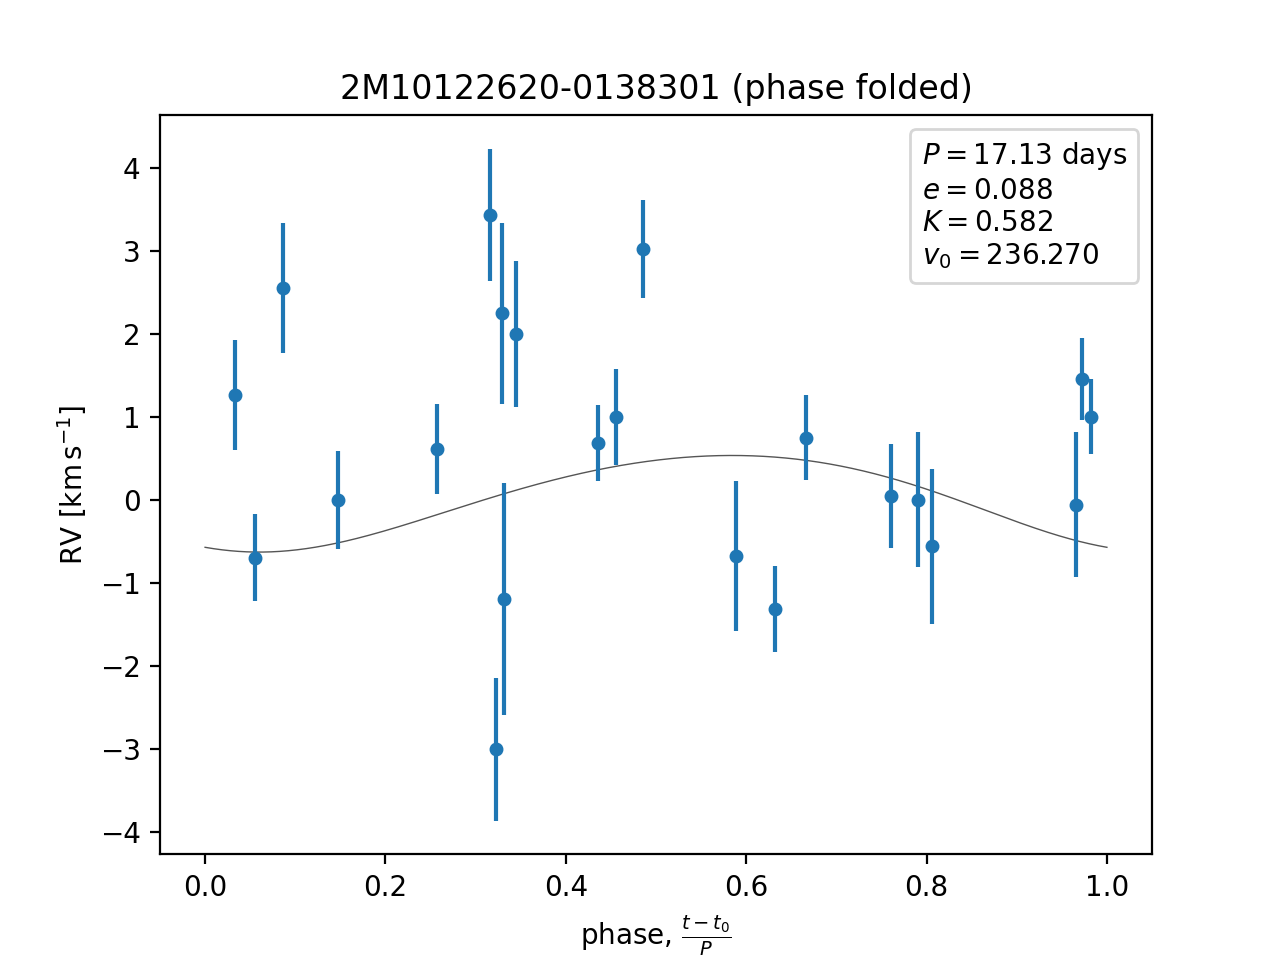 2M10122620-0138301 (phase folded)
P = 17.13 days
e = 0.088
K = 0.582
v₀ = 236.270
RV [km s⁻¹]
4
3
2
1
0
−1
−2
−3
−4
0.0 0.2 0.4 0.6 0.8 1.0
phase, (t − t₀)/P